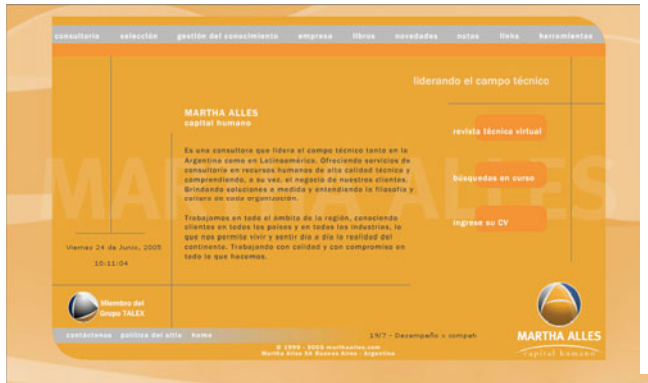 consultoría selección gestión del conocimiento empresa libros novedades notas links herramientas
liderando el campo técnico
MARTHA ALLES
capital humano
Es una consultora que lidera el campo técnico tanto en la
Argentina como en Latinoamérica. Ofreciendo servicios de
consultoría en recursos humanos de alta calidad técnica y
comprendiendo, a su vez, el negocio de nuestros clientes.
Brindando soluciones a medida y entendiendo la filosofía y
cultura de cada organización.
Trabajamos en todo el ámbito de la región, conociendo
clientes en todos los países y en todas las industrias, lo
que nos permite vivir y sentir día a día la realidad del
continente. Trabajando con calidad y con compromiso en
todo lo que hacemos.
revista técnica virtual
búsquedas en curso
ingrese su CV
MARTHA ALLES
Viernes 24 de Junio, 2005
10:11:04
Miembro del
Grupo TALEX
contáctenos política del sitio home
19/7 - Desempeño x compet
© 1999 - 2005 marthaalles.com
Martha Alles SA Buenos Aires - Argentina
MARTHA ALLES
capital humano